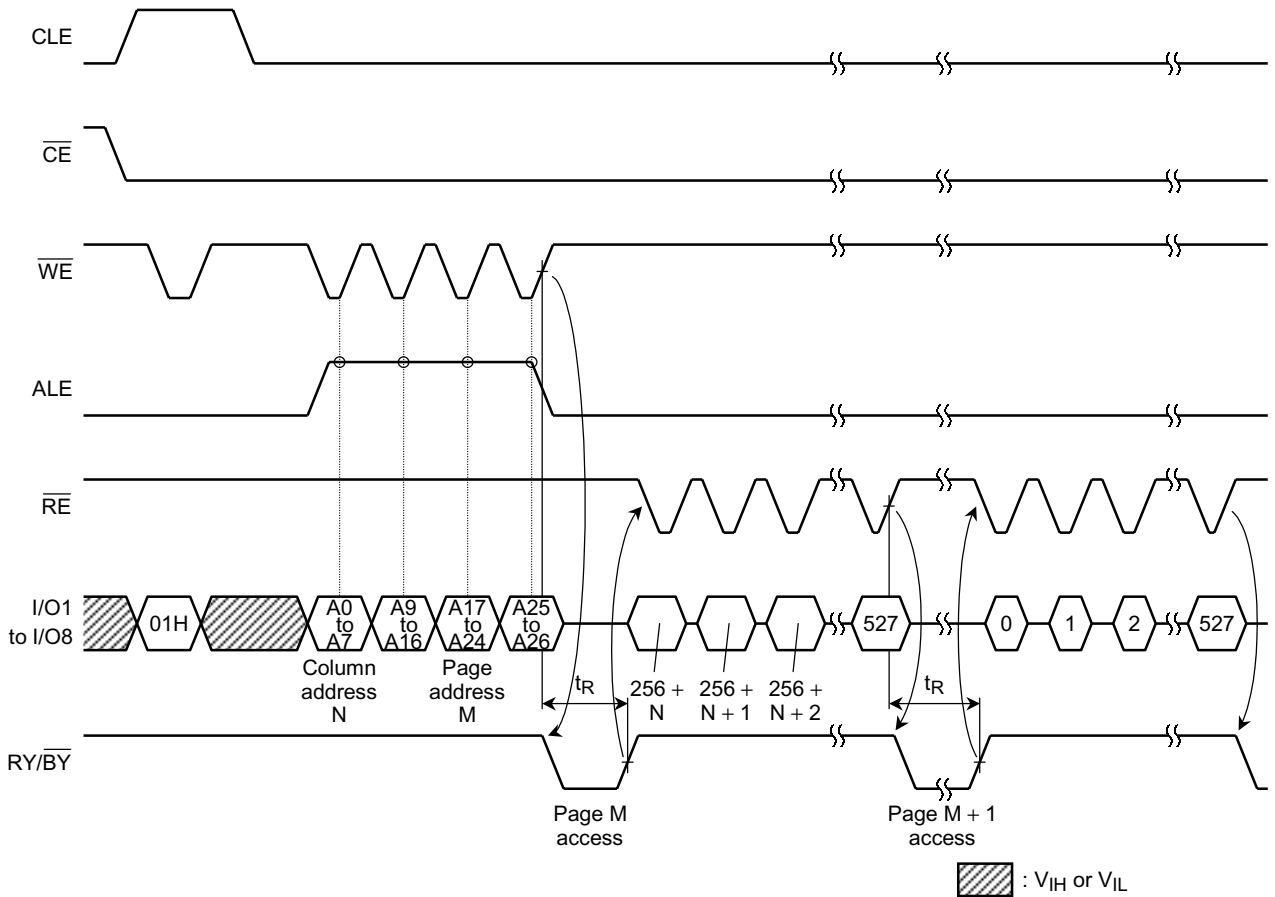 CLE
CE
WE
ALE
RE
I/O1
to I/O8
01H
A0
to
A7
A9
to
A16
A17
to
A24
A25
to
A26
527
0
1
2
527
Column
address
N
Page
address
M
tR
256 +
N
256 +
N + 1
256 +
N + 2
tR
RY/BY
Page M
access
Page M + 1
access
: VIH or VIL